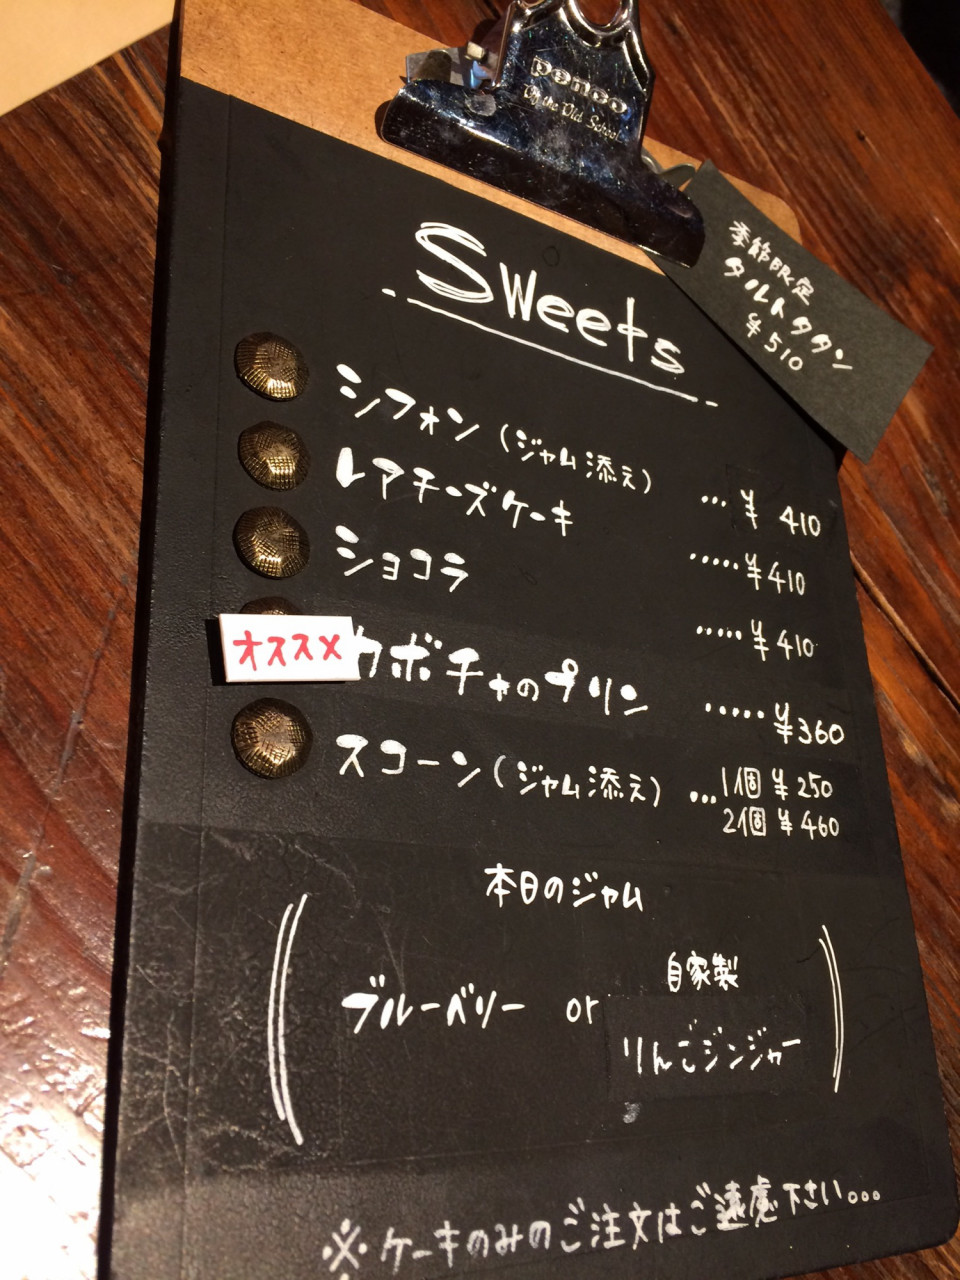 penco
Of the Old School
季節限定
タルトタタン
¥510
Sweets
シフォン (ジャム添え) ... ¥410
レアチーズケーキ ..... ¥410
ショコラ ..... ¥410
オススメ
カボチャのプリン ..... ¥360
スコーン (ジャム添え) ... 1個 ¥250
2個 ¥460
本日のジャム
自家製
ブルーベリー or りんごジンジャー
※ケーキのみのご注文はご遠慮下さい...